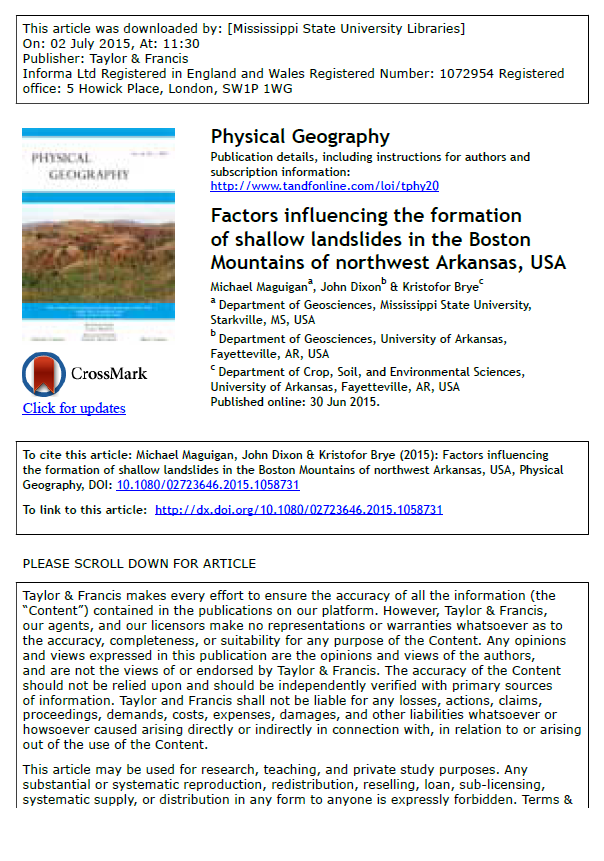 This article was downloaded by: [Mississippi State University Libraries]
On: 02 July 2015, At: 11:30
Publisher: Taylor & Francis
Informa Ltd Registered in England and Wales Registered Number: 1072954 Registered
office: 5 Howick Place, London, SW1P 1WG
PHYSICAL
GEOGRAPHY
CrossMark
Click for updates
Physical Geography
Publication details, including instructions for authors and
subscription information:
http://www.tandfonline.com/loi/tphy20
Factors influencing the formation
of shallow landslides in the Boston
Mountains of northwest Arkansas, USA
Michael Maguigana, John Dixonb & Kristofor Bryec
a Department of Geosciences, Mississippi State University,
Starkville, MS, USA
b Department of Geosciences, University of Arkansas,
Fayetteville, AR, USA
c Department of Crop, Soil, and Environmental Sciences,
University of Arkansas, Fayetteville, AR, USA
Published online: 30 Jun 2015.
To cite this article: Michael Maguigan, John Dixon & Kristofor Brye (2015): Factors influencing
the formation of shallow landslides in the Boston Mountains of northwest Arkansas, USA, Physical
Geography, DOI: 10.1080/02723646.2015.1058731
To link to this article: http://dx.doi.org/10.1080/02723646.2015.1058731
PLEASE SCROLL DOWN FOR ARTICLE
Taylor & Francis makes every effort to ensure the accuracy of all the information (the
“Content”) contained in the publications on our platform. However, Taylor & Francis,
our agents, and our licensors make no representations or warranties whatsoever as to
the accuracy, completeness, or suitability for any purpose of the Content. Any opinions
and views expressed in this publication are the opinions and views of the authors,
and are not the views of or endorsed by Taylor & Francis. The accuracy of the Content
should not be relied upon and should be independently verified with primary sources
of information. Taylor and Francis shall not be liable for any losses, actions, claims,
proceedings, demands, costs, expenses, damages, and other liabilities whatsoever or
howsoever caused arising directly or indirectly in connection with, in relation to or arising
out of the use of the Content.
This article may be used for research, teaching, and private study purposes. Any
substantial or systematic reproduction, redistribution, reselling, loan, sub-licensing,
systematic supply, or distribution in any form to anyone is expressly forbidden. Terms &